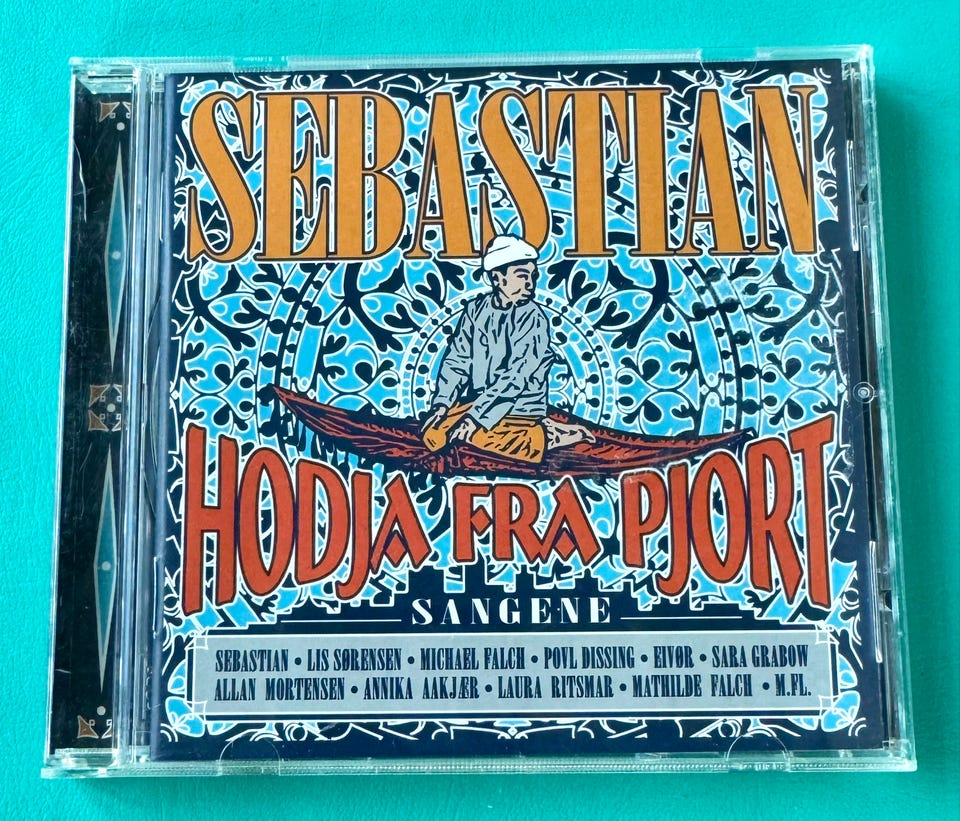 SEBASTIAN
HODJA FRA PJORT
SANGENE
SEBASTIAN • LIS SØRENSEN • MICHAEL FALCH • POVL DISSING • EIVØR • SARA GRABOW
ALLAN MORTENSEN • ANNIKA AAKJÆR • LAURA RITSMAR • MATHILDE FALCH • M.FL.